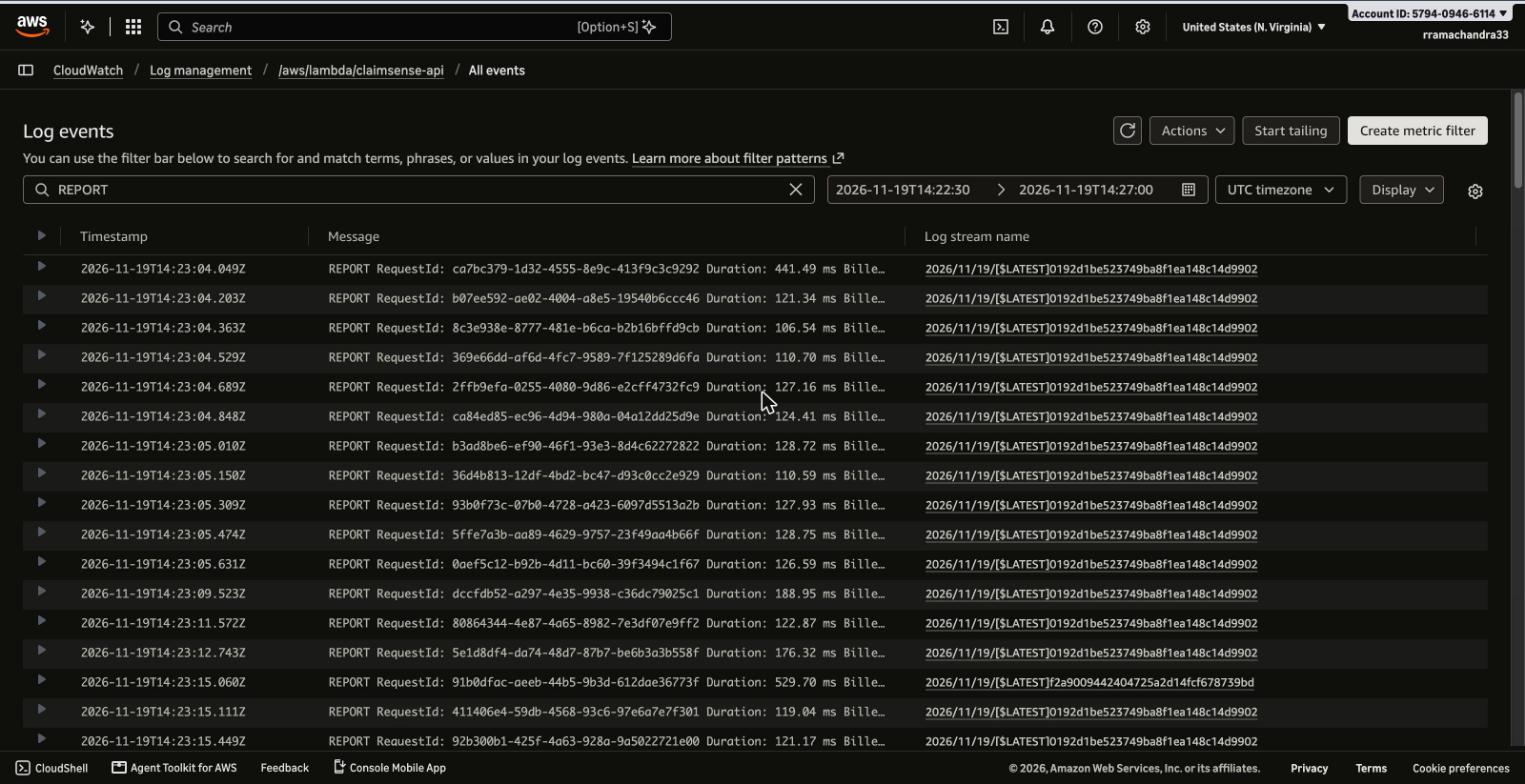 aws Search [Option+S] United States (N. Virginia) Account ID: 5794-0946-6114
rramachandra33
CloudWatch / Log management / /aws/lambda/claimsense-api / All events
Log events
Actions Start tailing Create metric filter
You can use the filter bar below to search for and match terms, phrases, or values in your log events. Learn more about filter patterns
REPORT 2026-11-19T14:22:30 2026-11-19T14:27:00 UTC timezone Display
Timestamp Message Log stream name
2026-11-19T14:23:04.049Z REPORT RequestId: ca7bc379-1d32-4555-8e9c-413f9c3c9292 Duration: 441.49 ms Bille… 2026/11/19/[$LATEST]0192d1be523749ba8f1ea148c14d9902
2026-11-19T14:23:04.203Z REPORT RequestId: b07ee592-ae02-4004-a8e5-19540b6ccc46 Duration: 121.34 ms Bille… 2026/11/19/[$LATEST]0192d1be523749ba8f1ea148c14d9902
2026-11-19T14:23:04.363Z REPORT RequestId: 8c3e938e-8777-481e-b6ca-b2b16bffd9cb Duration: 106.54 ms Bille… 2026/11/19/[$LATEST]0192d1be523749ba8f1ea148c14d9902
2026-11-19T14:23:04.529Z REPORT RequestId: 369e66dd-af6d-4fc7-9589-7f125289d6fa Duration: 110.70 ms Bille… 2026/11/19/[$LATEST]0192d1be523749ba8f1ea148c14d9902
2026-11-19T14:23:04.689Z REPORT RequestId: 2ffb9efa-0255-4080-9d86-e2cff4732fc9 Duration: 127.16 ms Bille… 2026/11/19/[$LATEST]0192d1be523749ba8f1ea148c14d9902
2026-11-19T14:23:04.848Z REPORT RequestId: ca84ed85-ec96-4d94-980a-04a12dd25d9e Duration: 124.41 ms Bille… 2026/11/19/[$LATEST]0192d1be523749ba8f1ea148c14d9902
2026-11-19T14:23:05.010Z REPORT RequestId: b3ad8be6-ef90-46f1-93e3-8d4c62272822 Duration: 128.72 ms Bille… 2026/11/19/[$LATEST]0192d1be523749ba8f1ea148c14d9902
2026-11-19T14:23:05.150Z REPORT RequestId: 36d4b813-12df-4bd2-bc47-d93c0cc2e929 Duration: 110.59 ms Bille… 2026/11/19/[$LATEST]0192d1be523749ba8f1ea148c14d9902
2026-11-19T14:23:05.309Z REPORT RequestId: 93b0f73c-07b0-4728-a423-6097d5513a2b Duration: 127.93 ms Bille… 2026/11/19/[$LATEST]0192d1be523749ba8f1ea148c14d9902
2026-11-19T14:23:05.474Z REPORT RequestId: 5ffe7a3b-aa89-4629-9757-23f49aa4b66f Duration: 128.75 ms Bille… 2026/11/19/[$LATEST]0192d1be523749ba8f1ea148c14d9902
2026-11-19T14:23:05.631Z REPORT RequestId: 0aef5c12-b92b-4d11-bc60-39f3494c1f67 Duration: 126.59 ms Bille… 2026/11/19/[$LATEST]0192d1be523749ba8f1ea148c14d9902
2026-11-19T14:23:09.523Z REPORT RequestId: dccfdb52-a297-4e35-9938-c36dc79025c1 Duration: 188.95 ms Bille… 2026/11/19/[$LATEST]0192d1be523749ba8f1ea148c14d9902
2026-11-19T14:23:11.572Z REPORT RequestId: 80864344-4e87-4a65-8982-7e3df07e9ff2 Duration: 122.87 ms Bille… 2026/11/19/[$LATEST]0192d1be523749ba8f1ea148c14d9902
2026-11-19T14:23:12.743Z REPORT RequestId: 5e1d8df4-da74-48d7-87b7-be6b3a3b558f Duration: 176.32 ms Bille… 2026/11/19/[$LATEST]0192d1be523749ba8f1ea148c14d9902
2026-11-19T14:23:15.060Z REPORT RequestId: 91b0dfac-aeeb-44b5-9b3d-612dae36773f Duration: 529.70 ms Bille… 2026/11/19/[$LATEST]f2a9009442404725a2d14fcf678739bd
2026-11-19T14:23:15.111Z REPORT RequestId: 411406e4-59db-4568-93c6-97e6a7e7f301 Duration: 119.04 ms Bille… 2026/11/19/[$LATEST]0192d1be523749ba8f1ea148c14d9902
2026-11-19T14:23:15.449Z REPORT RequestId: 92b300b1-425f-4a63-928a-9a5022721e00 Duration: 121.17 ms Bille… 2026/11/19/[$LATEST]0192d1be523749ba8f1ea148c14d9902
CloudShell Agent Toolkit for AWS Feedback Console Mobile App © 2026, Amazon Web Services, Inc. or its affiliates. Privacy Terms Cookie preferences